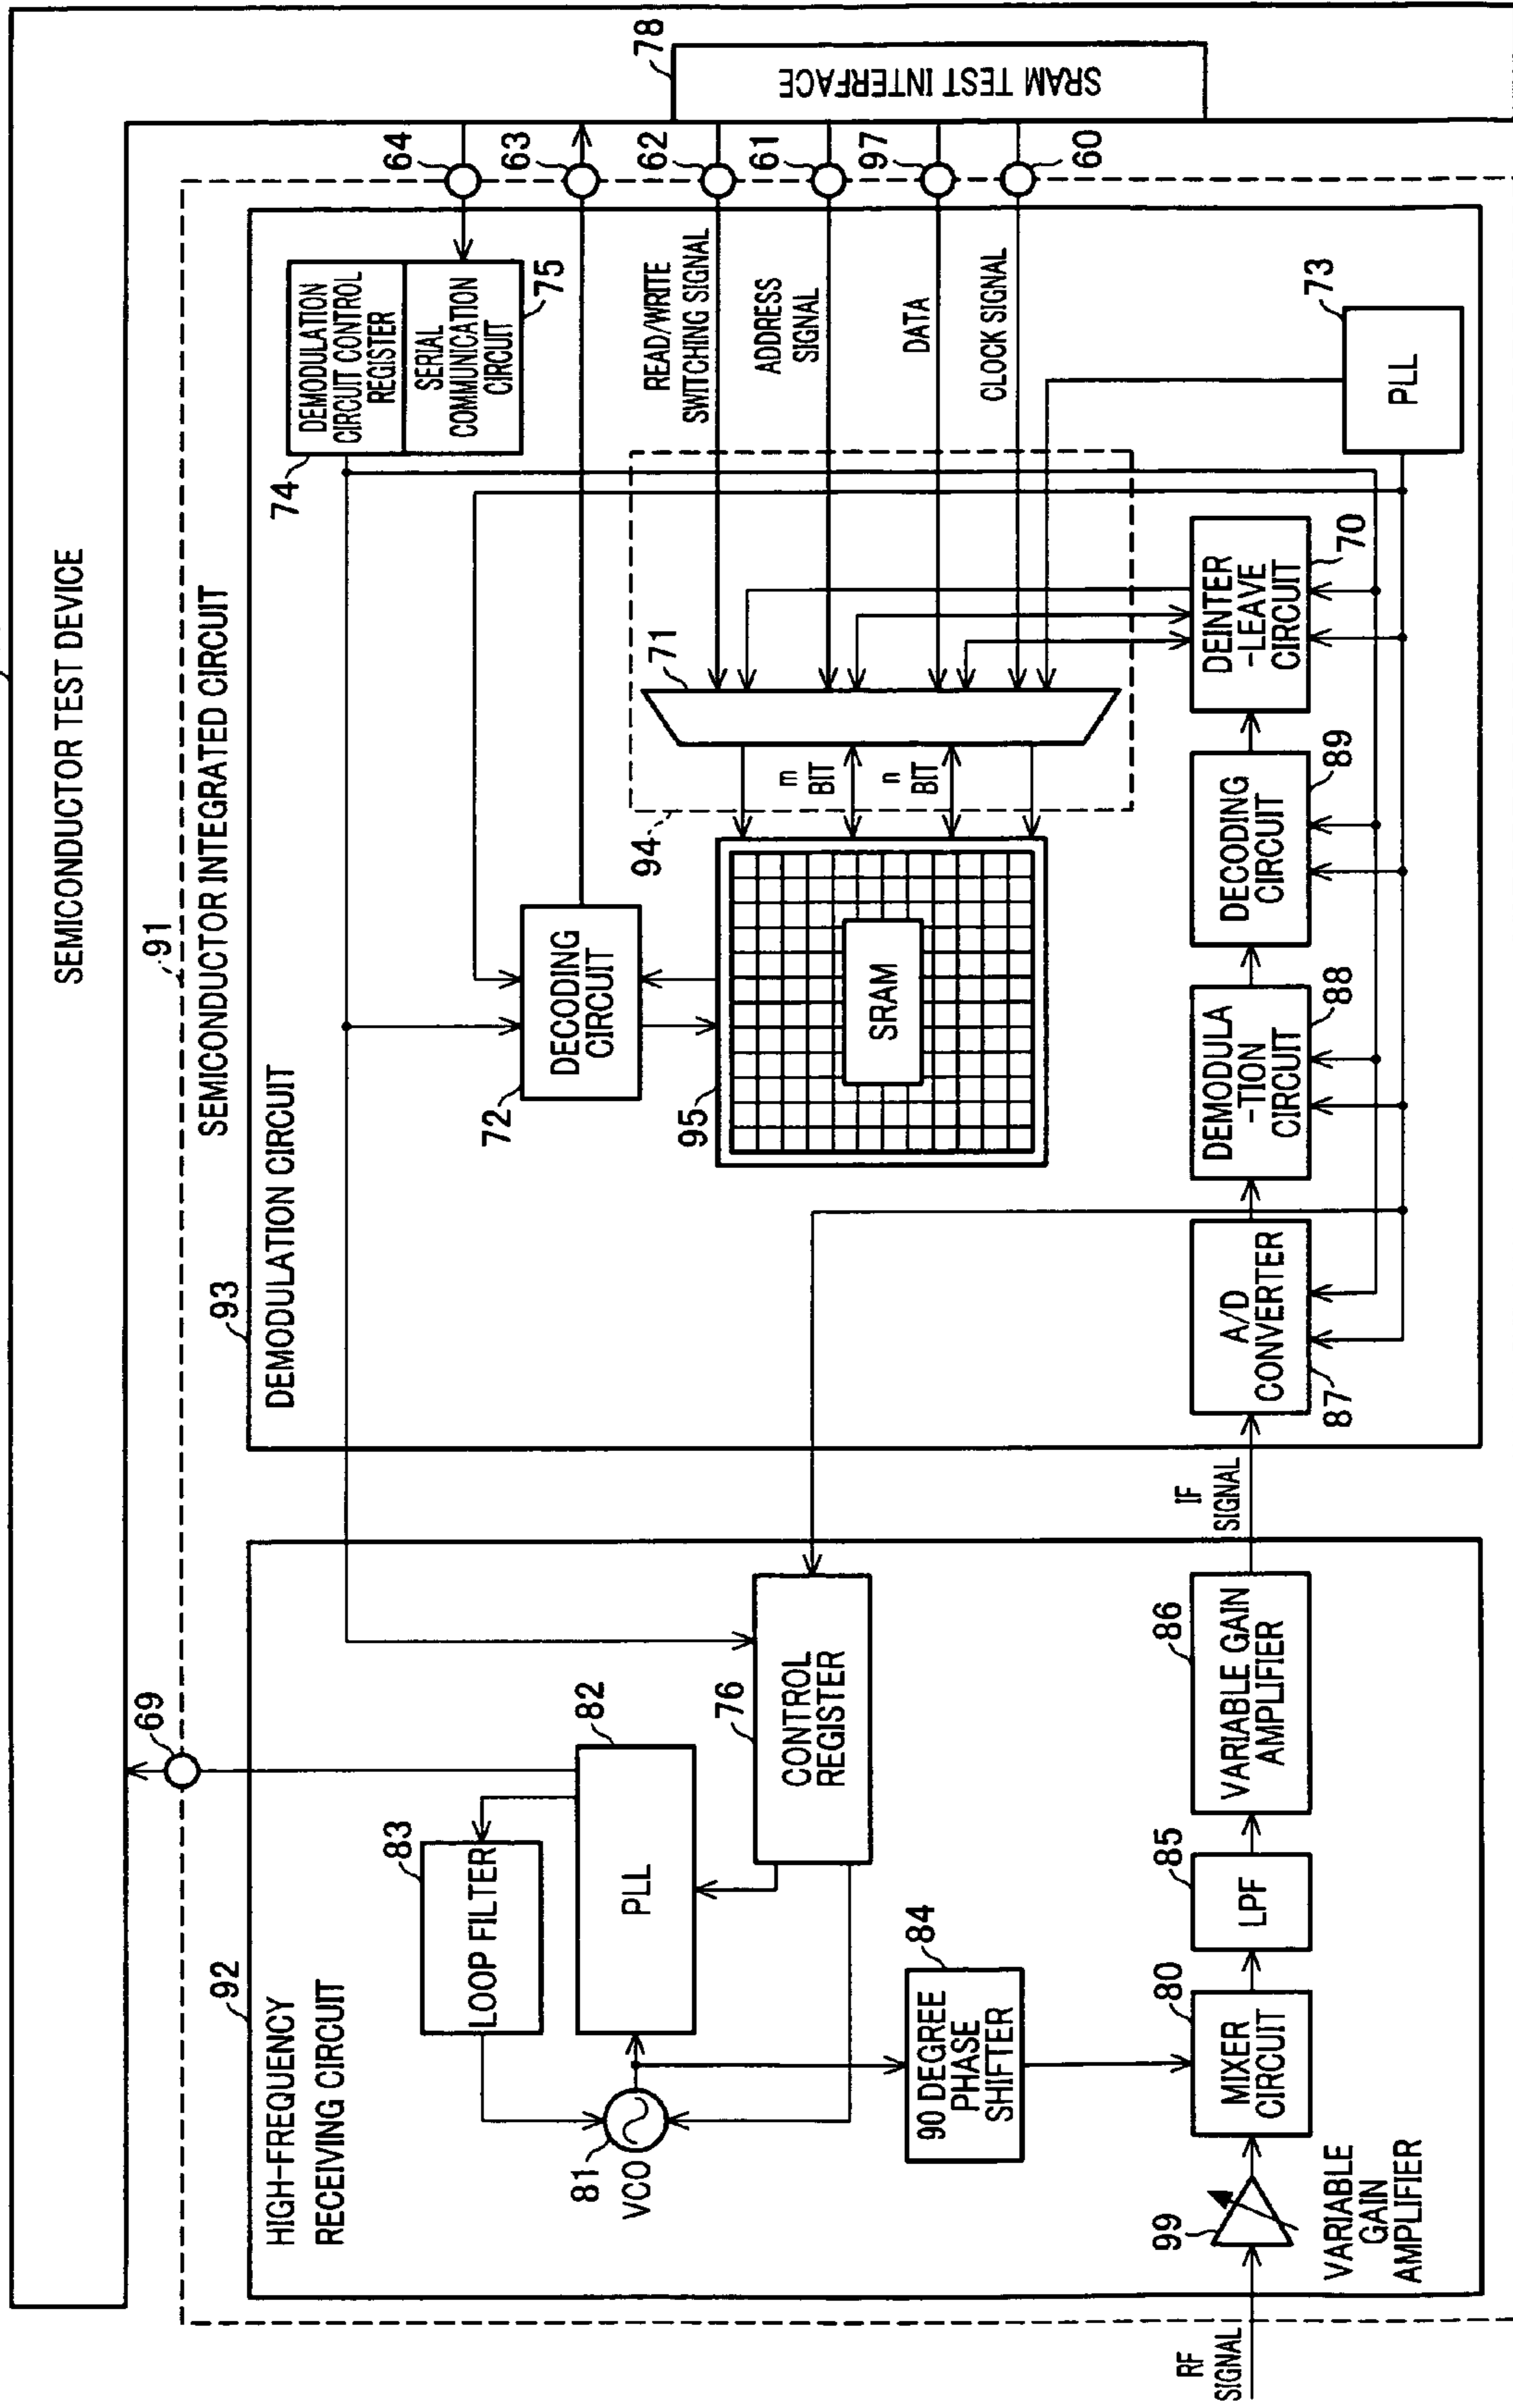 SEMICONDUCTOR TEST DEVICE
91
SEMICONDUCTOR INTEGRATED CIRCUIT
69
78
SRAM TEST INTERFACE
64
63
62
61
97
60
92
HIGH-FREQUENCY
RECEIVING CIRCUIT
83
LOOP FILTER
82
PLL
81
VCO
76
CONTROL
REGISTER
84
90 DEGREE
PHASE
SHIFTER
RF
SIGNAL
99
VARIABLE
GAIN
AMPLIFIER
80
MIXER
CIRCUIT
85
LPF
86
VARIABLE GAIN
AMPLIFIER
IF
SIGNAL
93
DEMODULATION CIRCUIT
74
DEMODULATION
CIRCUIT CONTROL
REGISTER
SERIAL
COMMUNICATION
CIRCUIT
75
72
DECODING
CIRCUIT
READ/WRITE
SWITCHING SIGNAL
ADDRESS
SIGNAL
DATA
CLOCK SIGNAL
95
SRAM
94
71
m
BIT
n
BIT
73
PLL
87
A/D
CONVERTER
88
DEMODULA
-TION
CIRCUIT
89
DECODING
CIRCUIT
70
DEINTER
-LEAVE
CIRCUIT